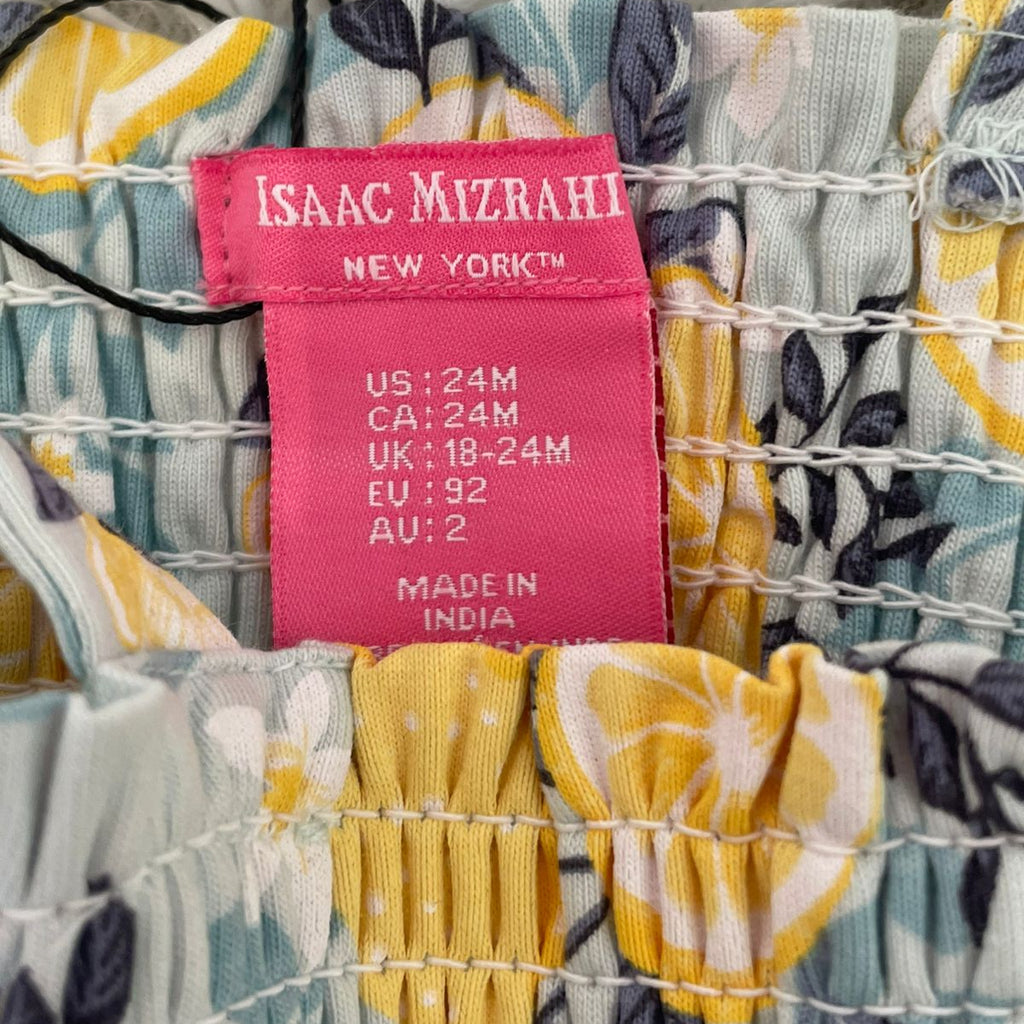 ISAAC MIZRAHI
NEW YORK™
US : 24M
CA : 24M
UK : 18-24M
EU : 92
AU : 2
MADE IN
INDIA